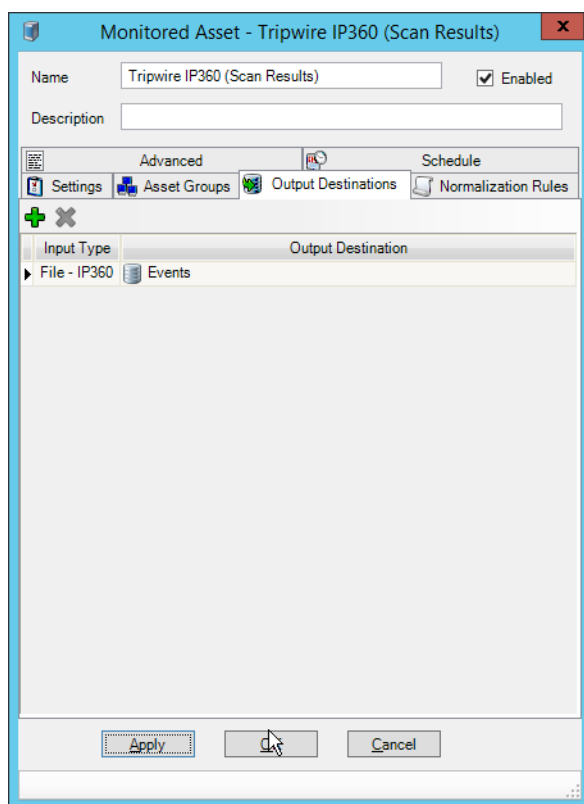 Monitored Asset - Tripwire IP360 (Scan Results)
x
Name Tripwire IP360 (Scan Results) Enabled
Description
Advanced Schedule
Settings Asset Groups Output Destinations Normalization Rules
Input Type Output Destination
File - IP360 Events
Apply Cancel